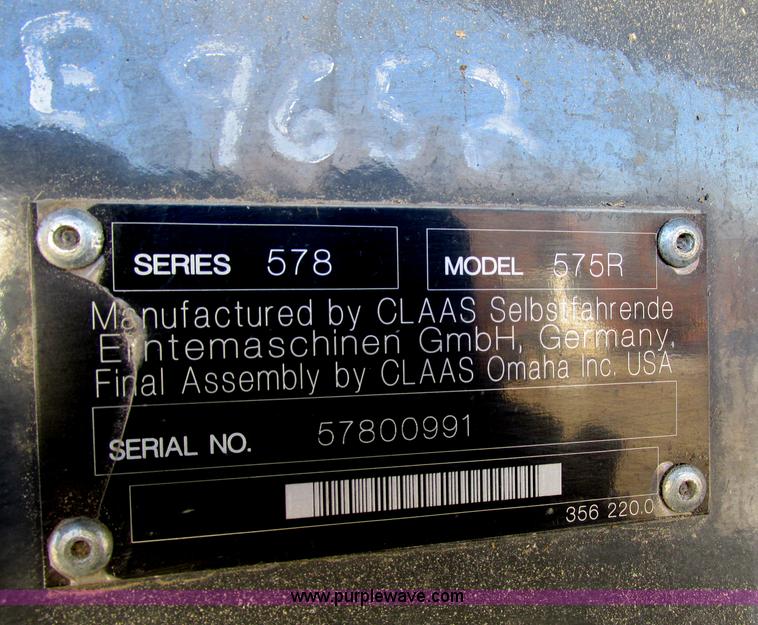 B9652
SERIES 578
MODEL 575R
Manufactured by CLAAS Selbstfahrende
Erntemaschinen GmbH, Germany,
Final Assembly by CLAAS Omaha Inc. USA
SERIAL NO. 57800991
356 220.0
www.purplewave.com